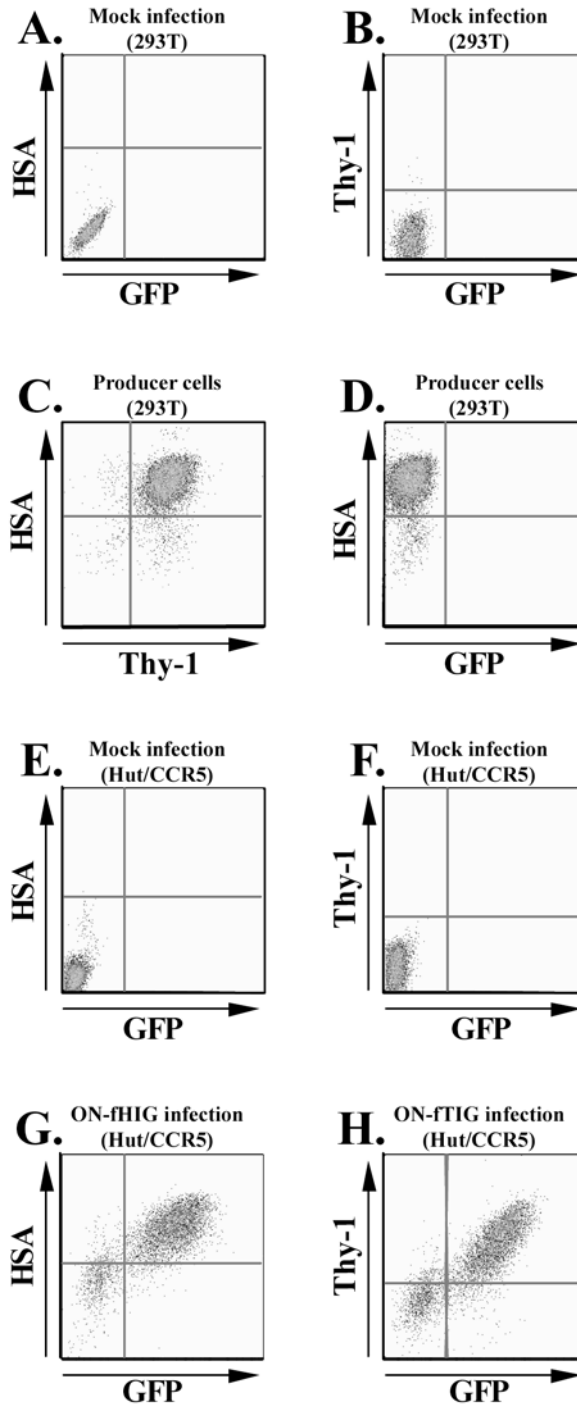 A.
Mock infection
(293T)
HSA
GFP
B.
Mock infection
(293T)
Thy-1
GFP
C.
Producer cells
(293T)
HSA
Thy-1
D.
Producer cells
(293T)
HSA
GFP
E.
Mock infection
(Hut/CCR5)
HSA
GFP
F.
Mock infection
(Hut/CCR5)
Thy-1
GFP
G.
ON-fHIG infection
(Hut/CCR5)
HSA
GFP
H.
ON-fTIG infection
(Hut/CCR5)
Thy-1
GFP